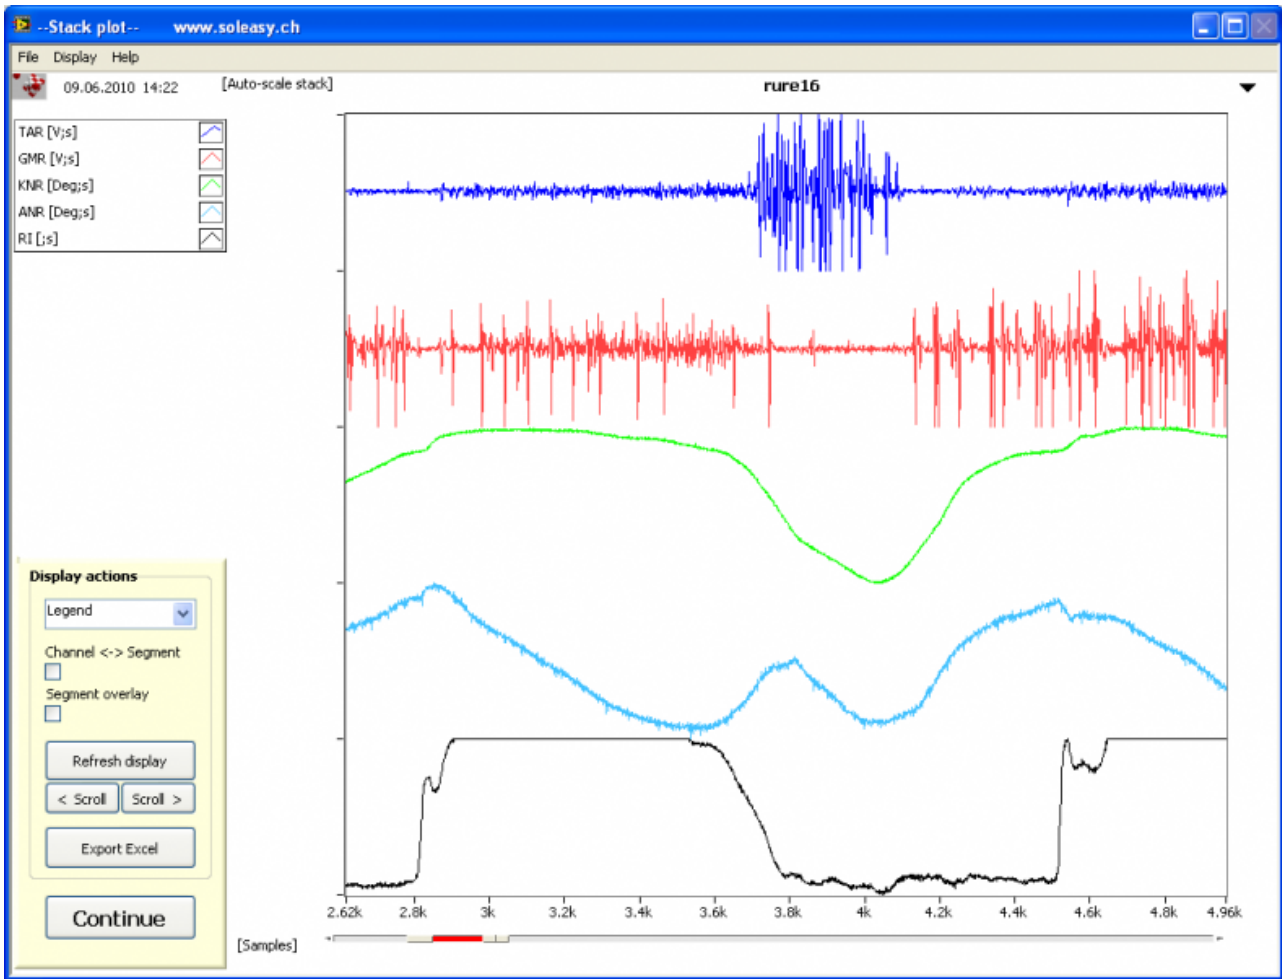 --Stack plot-- www.soleasy.ch
File Display Help
09.06.2010 14:22 [Auto-scale stack] rure16
TAR [V;s]
GMR [V;s]
KNR [Deg;s]
ANR [Deg;s]
RI [;s]
Display actions
Legend
Channel <-> Segment
Segment overlay
Refresh display
< Scroll Scroll >
Export Excel
Continue
2.62k 2.8k 3k 3.2k 3.4k 3.6k 3.8k 4k 4.2k 4.4k 4.6k 4.8k 4.96k
[Samples]